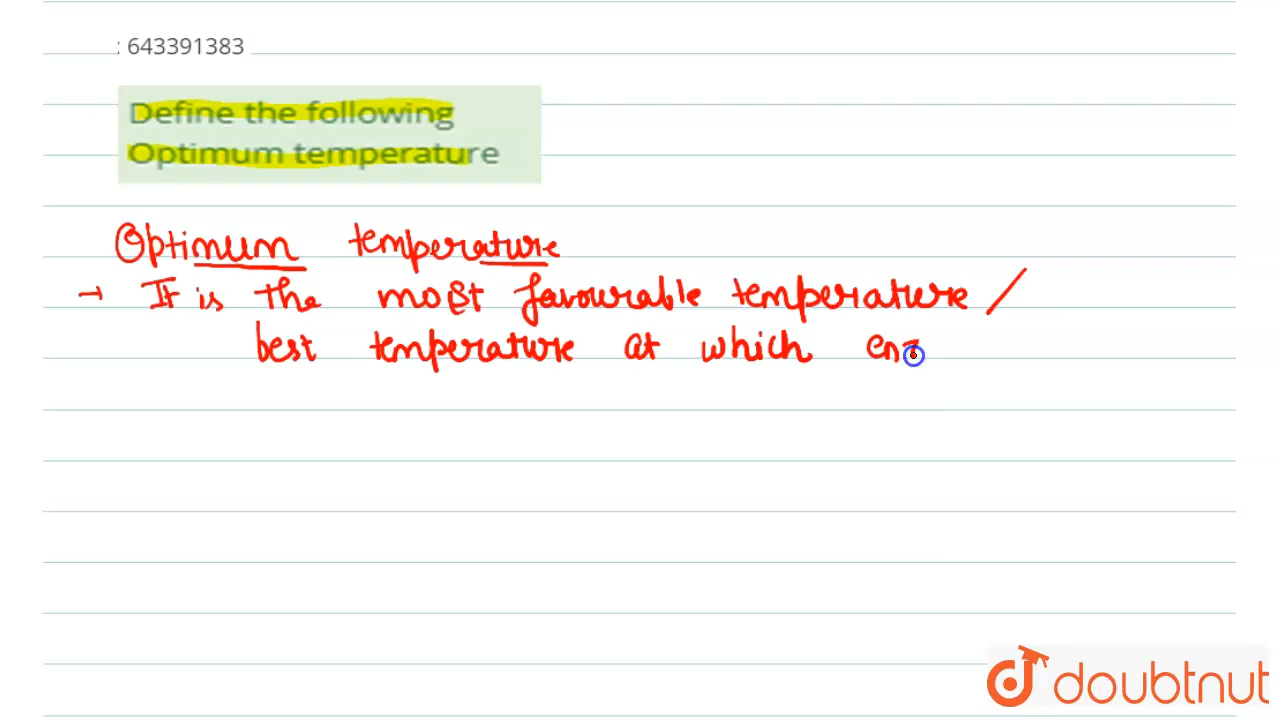 : 643391383
Define the following
Optimum temperature
Optimum temperature
→ It is the most favourable temperature /
best temperature at which enz
doubtnut